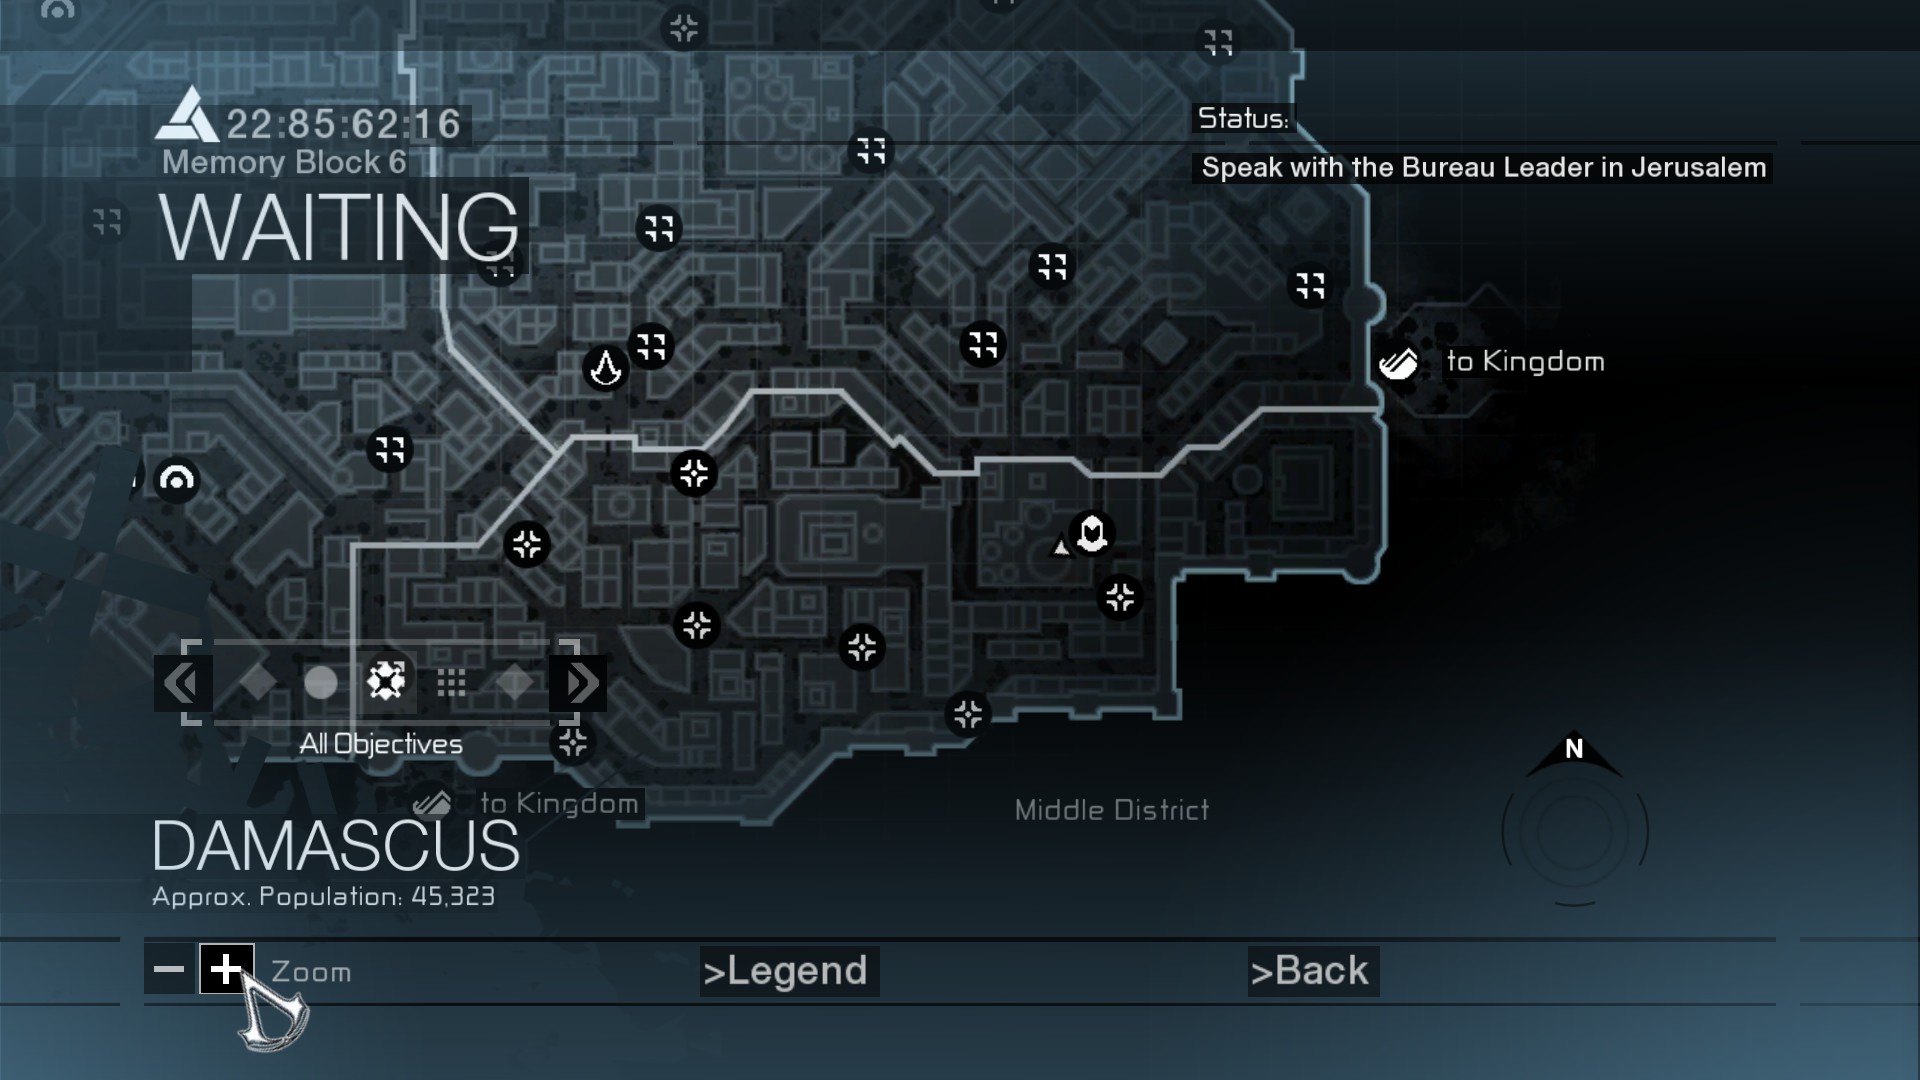 22:85:62:16
Memory Block 6
WAITING
Status:
Speak with the Bureau Leader in Jerusalem
to Kingdom
All Objectives
to Kingdom
Middle District
N
DAMASCUS
Approx. Population: 45,323
Zoom
>Legend
>Back